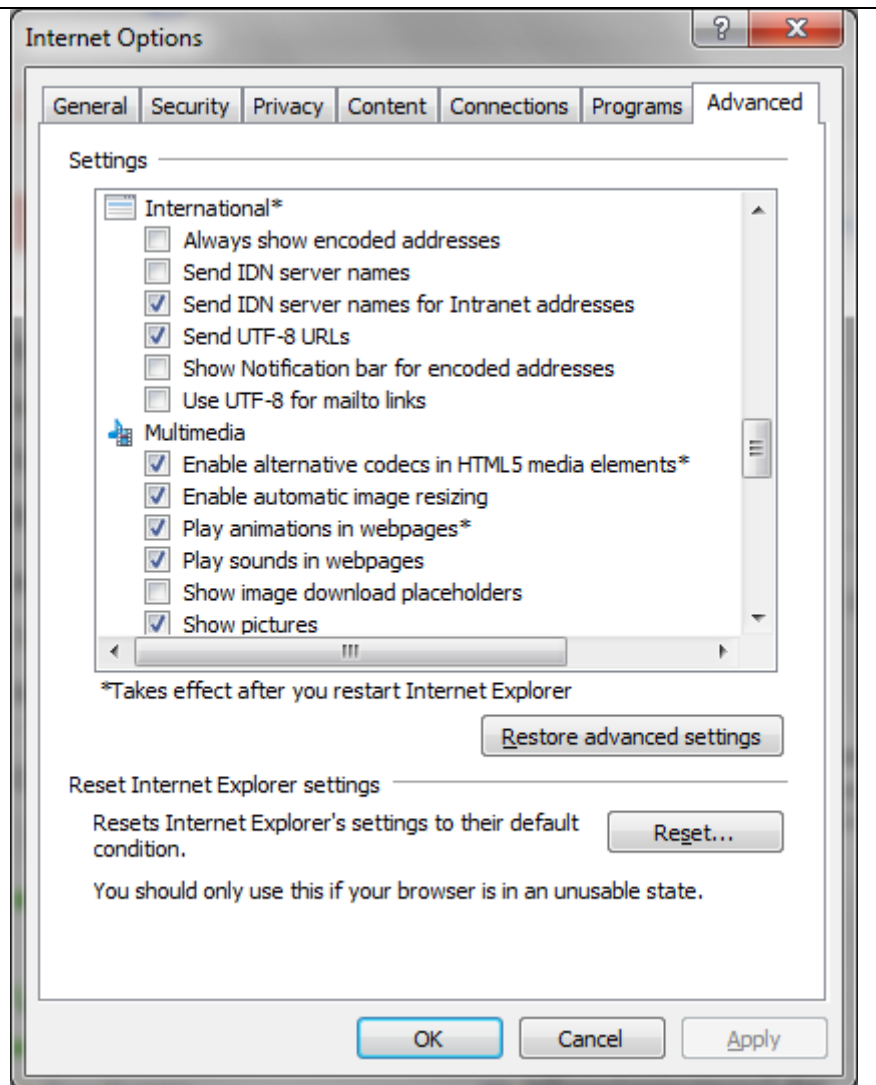 Internet Options
General Security Privacy Content Connections Programs Advanced
Settings
International*
Always show encoded addresses
Send IDN server names
Send IDN server names for Intranet addresses
Send UTF-8 URLs
Show Notification bar for encoded addresses
Use UTF-8 for mailto links
Multimedia
Enable alternative codecs in HTML5 media elements*
Enable automatic image resizing
Play animations in webpages*
Play sounds in webpages
Show image download placeholders
Show pictures
*Takes effect after you restart Internet Explorer
Restore advanced settings
Reset Internet Explorer settings
Resets Internet Explorer's settings to their default
condition.
Reset...
You should only use this if your browser is in an unusable state.
OK Cancel Apply